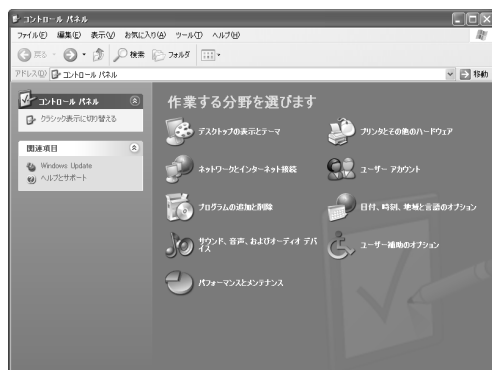 コントロール パネル
ファイル(F) 編集(E) 表示(V) お気に入り(A) ツール(T) ヘルプ(H)
戻る 検索 フォルダ
アドレス(D) コントロール パネル 移動
コントロール パネル
クラシック表示に切り替える
関連項目
Windows Update
ヘルプとサポート
作業する分野を選びます
デスクトップの表示とテーマ
プリンタとその他のハードウェア
ネットワークとインターネット接続
ユーザー アカウント
プログラムの追加と削除
日付、時刻、地域と言語のオプション
サウンド、音声、およびオーディオ デバ
イス
ユーザー補助のオプション
パフォーマンスとメンテナンス